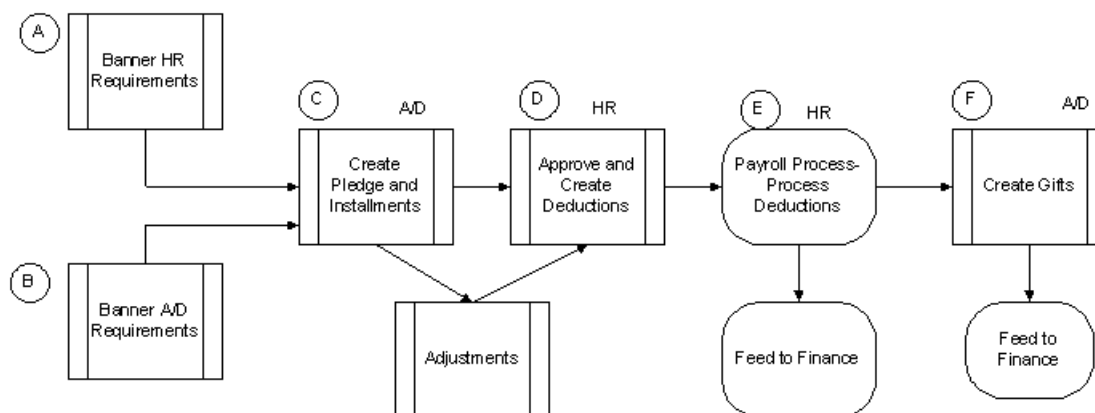 A
Banner HR
Requirements
C
A/D
D
HR
E
HR
F
A/D
Create
Pledge and
Installments
Approve and
Create
Deductions
Payroll Process-
Process
Deductions
Create Gifts
B
Banner A/D
Requirements
Adjustments
Feed to Finance
Feed to
Finance